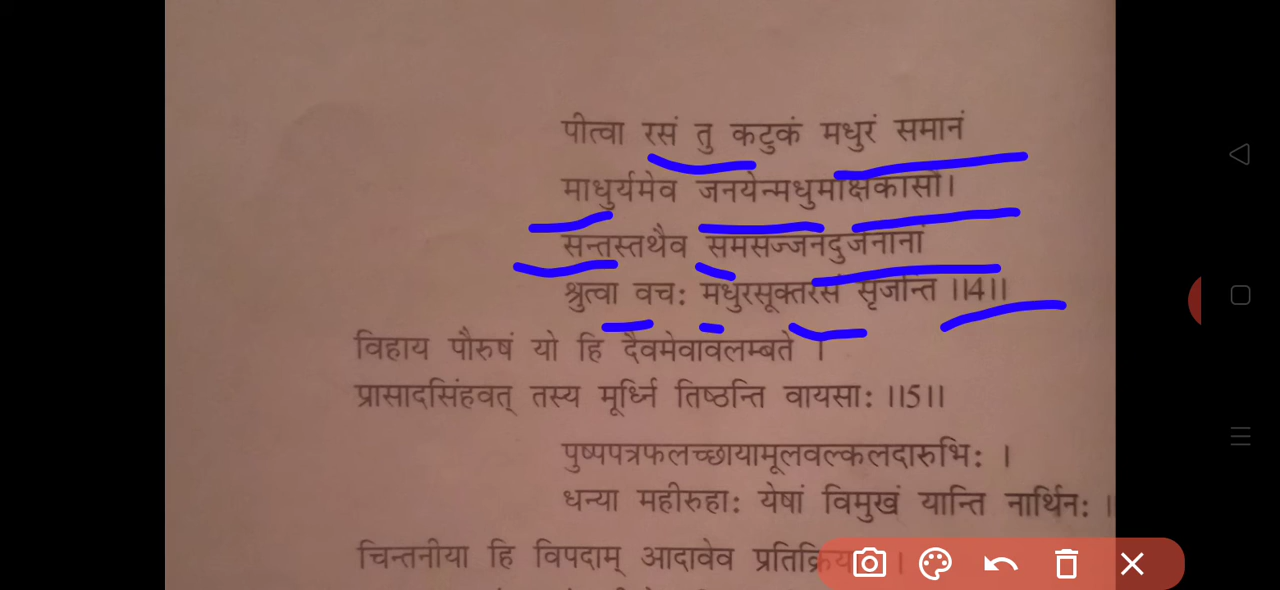 पीत्वा रसं तु कटुकं मधुरं समानं
माधुर्यमेव जनयेन्मधुमक्षिकासौ।
सन्तस्तथैव समसज्जनदुर्जनानां
श्रुत्वा वचः मधुरसूक्तरसं सृजन्ति ।।4।।
विहाय पौरुषं यो हि दैवमेवावलम्बते ।
प्रासादसिंहवत् तस्य मूर्ध्नि तिष्ठन्ति वायसाः ।।5।।
पुष्पपत्रफलच्छायामूलवल्कलदारुभिः ।
धन्या महीरुहाः येषां विमुखं यान्ति नार्थिनः ।
चिन्तनीया हि विपदाम् आदावेव